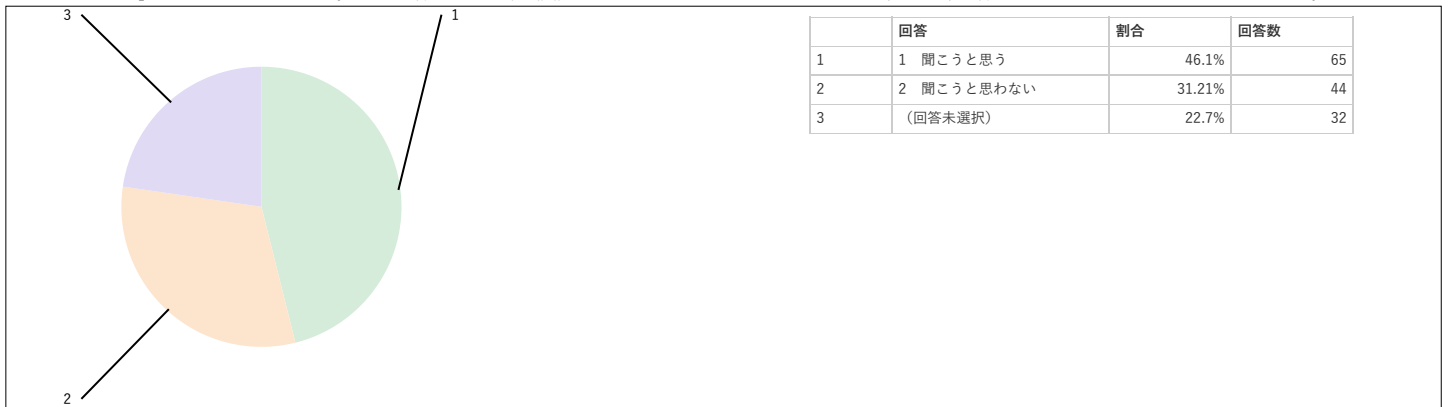 3
1
2
回答 割合 回答数
1 1 聞こうと思う 46.1% 65
2 2 聞こうと思わない 31.21% 44
3 （回答未選択） 22.7% 32